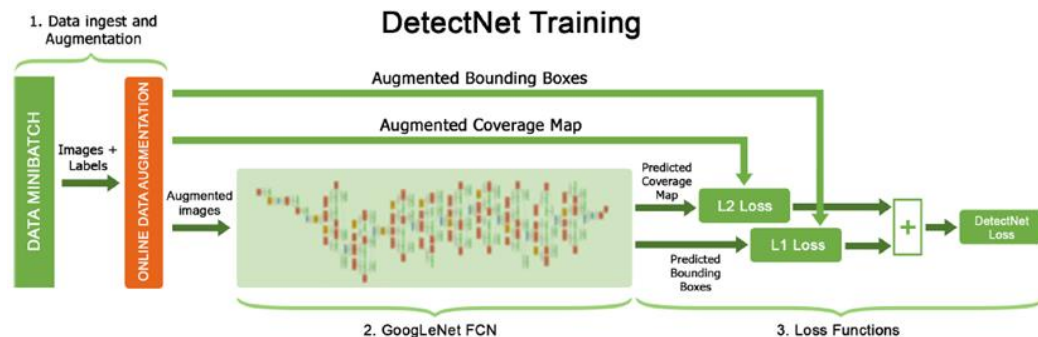 DetectNet Training
1. Data ingest and
Augmentation
DATA MINIBATCH
Images +
Labels
ONLINE DATA AUGMENTATION
Augmented Bounding Boxes
Augmented Coverage Map
Augmented
images
Predicted
Coverage
Map
L2 Loss
L1 Loss
Predicted
Bounding
Boxes
+
DetectNet
Loss
2. GoogLeNet FCN
3. Loss Functions